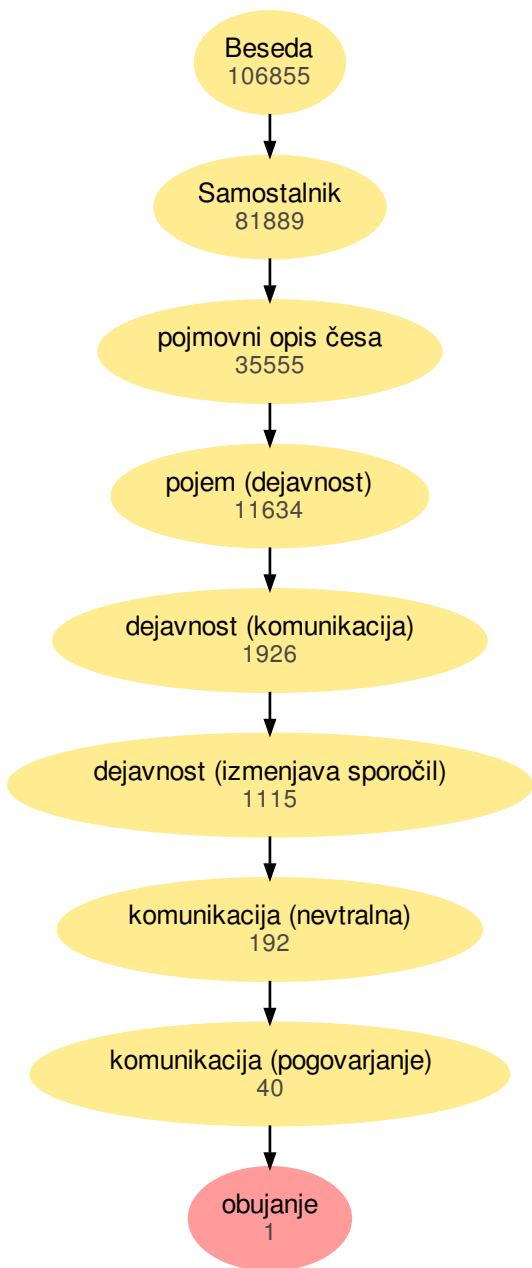 Beseda
106855
Samostalnik
81889
pojmovni opis česa
35555
pojem (dejavnost)
11634
dejavnost (komunikacija)
1926
dejavnost (izmenjava sporočil)
1115
komunikacija (nevtralna)
192
komunikacija (pogovarjanje)
40
obujanje
1